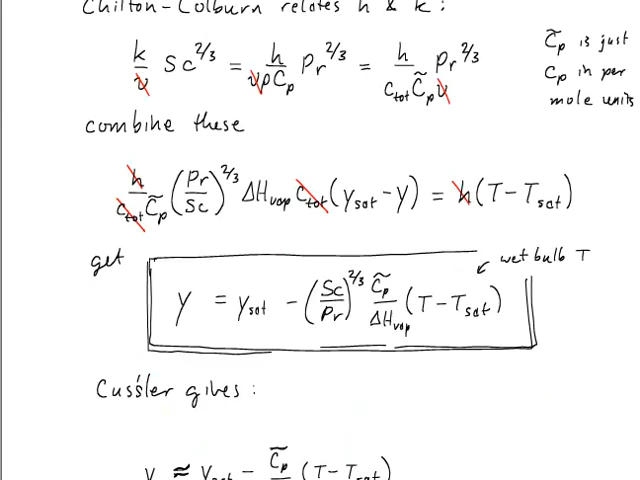 Chilton-Colburn relates h & k:
k/v Sc^2/3 = h/(vρCp) Pr^2/3 = h/(Ctot C̃p v) Pr^2/3
C̃p is just
Cp in per
mole units
combine these
h/(Ctot C̃p) (Pr/Sc)^2/3 ΔHvap Ctot (ysat - y) = h(T - Tsat)
get
wet bulb T
y = ysat - (Sc/Pr)^2/3 C̃p/ΔHvap (T - Tsat)
Cussler gives:
y ≈ ysat - C̃p (T - Tsat)